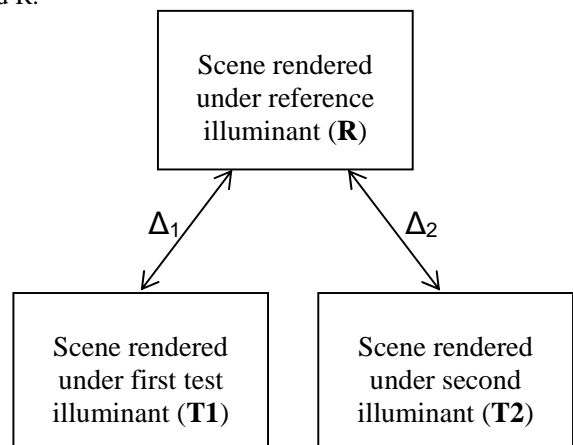 d R.
Scene rendered
under reference
illuminant (R)
Δ1
Δ2
Scene rendered
under first test
illuminant (T1)
Scene rendered
under second
illuminant (T2)